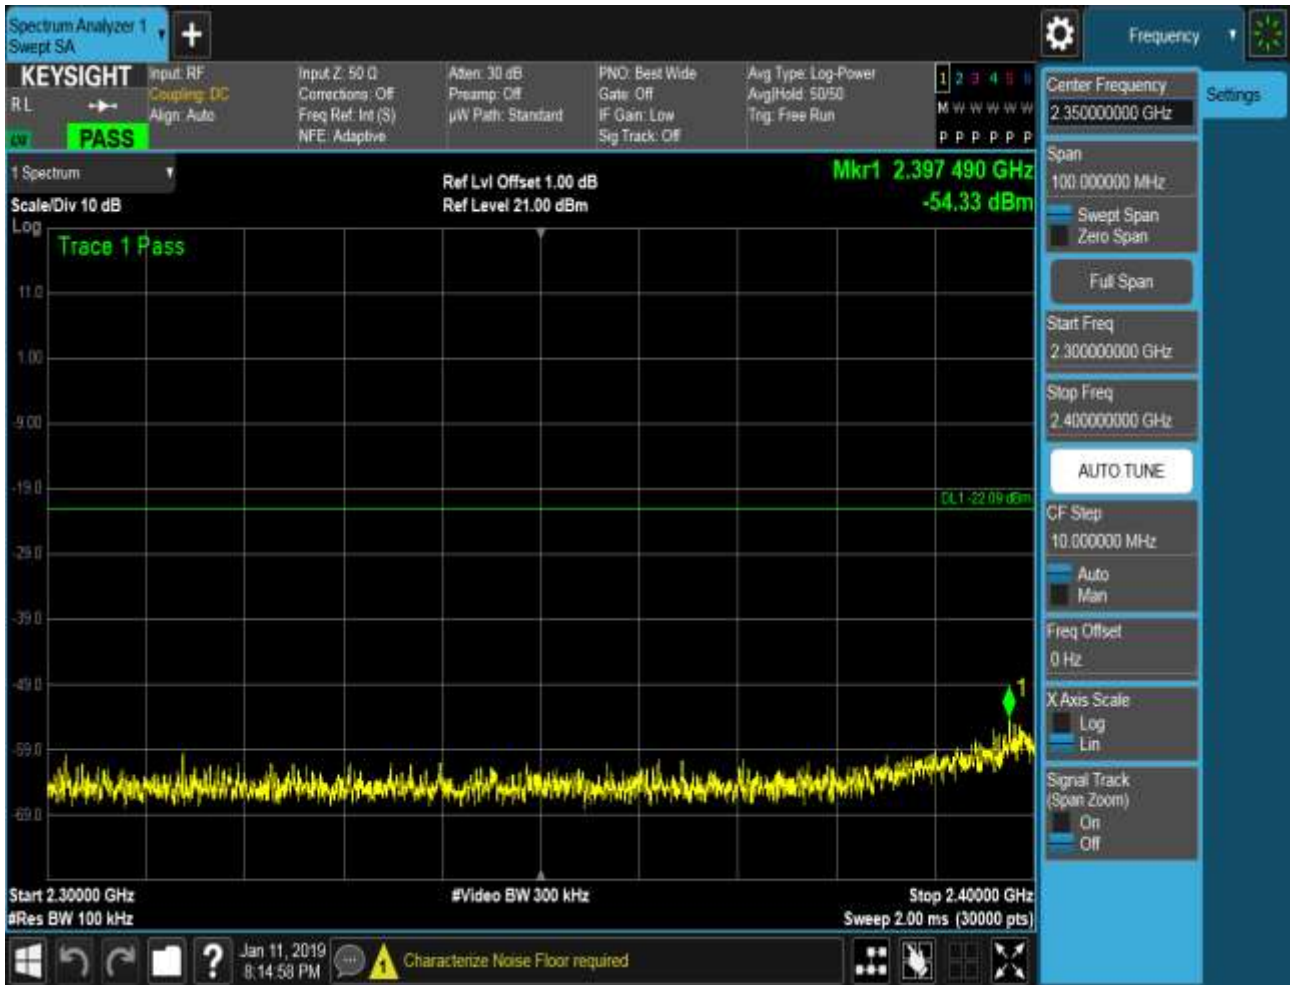 Spectrum Analyzer 1
Swept SA
+
Frequency
KEYSIGHT
R L
LW
PASS
Input: RF
Coupling: DC
Align: Auto
Input Z: 50 Ω
Corrections: Off
Freq Ref: Int (S)
NFE: Adaptive
Atten: 30 dB
Preamp: Off
µW Path: Standard
PNO: Best Wide
Gate: Off
IF Gain: Low
Sig Track: Off
Avg Type: Log-Power
Avg|Hold: 50/50
Trig: Free Run
1 2 3 4 5 6
M W W W W W
P P P P P P
1 Spectrum
Scale/Div 10 dB
Log
Ref Lvl Offset 1.00 dB
Ref Level 21.00 dBm
Mkr1 2.397 490 GHz
-54.33 dBm
Trace 1 Pass
11.0
1.00
-9.00
-19.0
DL1 -22.09 dBm
-29.0
-39.0
-49.0
1
-59.0
-69.0
Start 2.30000 GHz
#Res BW 100 kHz
#Video BW 300 kHz
Stop 2.40000 GHz
Sweep 2.00 ms (30000 pts)
Center Frequency
2.350000000 GHz
Settings
Span
100.000000 MHz
Swept Span
Zero Span
Full Span
Start Freq
2.300000000 GHz
Stop Freq
2.400000000 GHz
AUTO TUNE
CF Step
10.000000 MHz
Auto
Man
Freq Offset
0 Hz
X Axis Scale
Log
Lin
Signal Track
(Span Zoom)
On
Off
?
Jan 11, 2019
8:14:58 PM
1
Characterize Noise Floor required